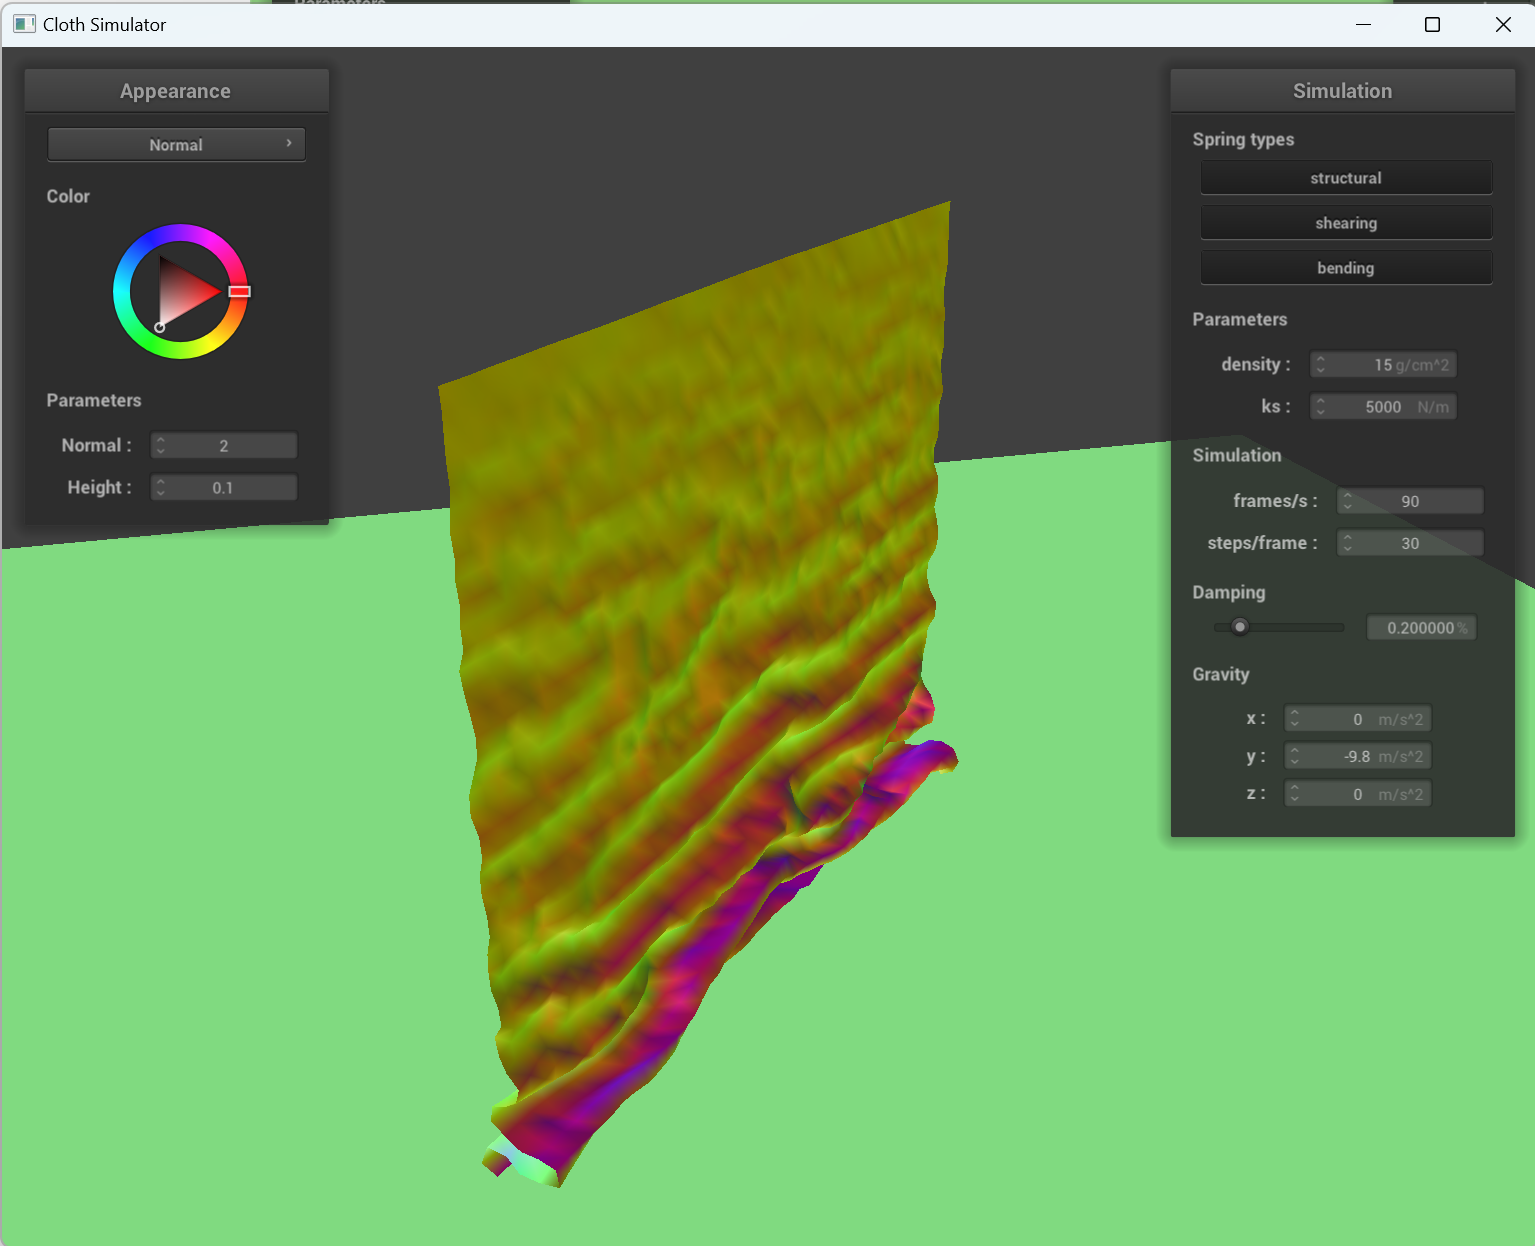 Parameters
Cloth Simulator
Appearance
Normal
Color
Parameters
Normal : 2
Height : 0.1
Simulation
Spring types
structural
shearing
bending
Parameters
density : 15 g/cm^2
ks : 5000 N/m
Simulation
frames/s : 90
steps/frame : 30
Damping
0.200000 %
Gravity
x : 0 m/s^2
y : -9.8 m/s^2
z : 0 m/s^2